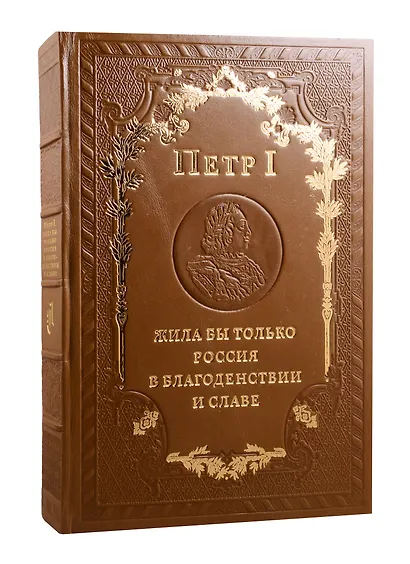 Петр I
ЖИЛА БЫ ТОЛЬКО
РОССИЯ
В БЛАГОДЕНСТВИИ
И СЛАВЕ